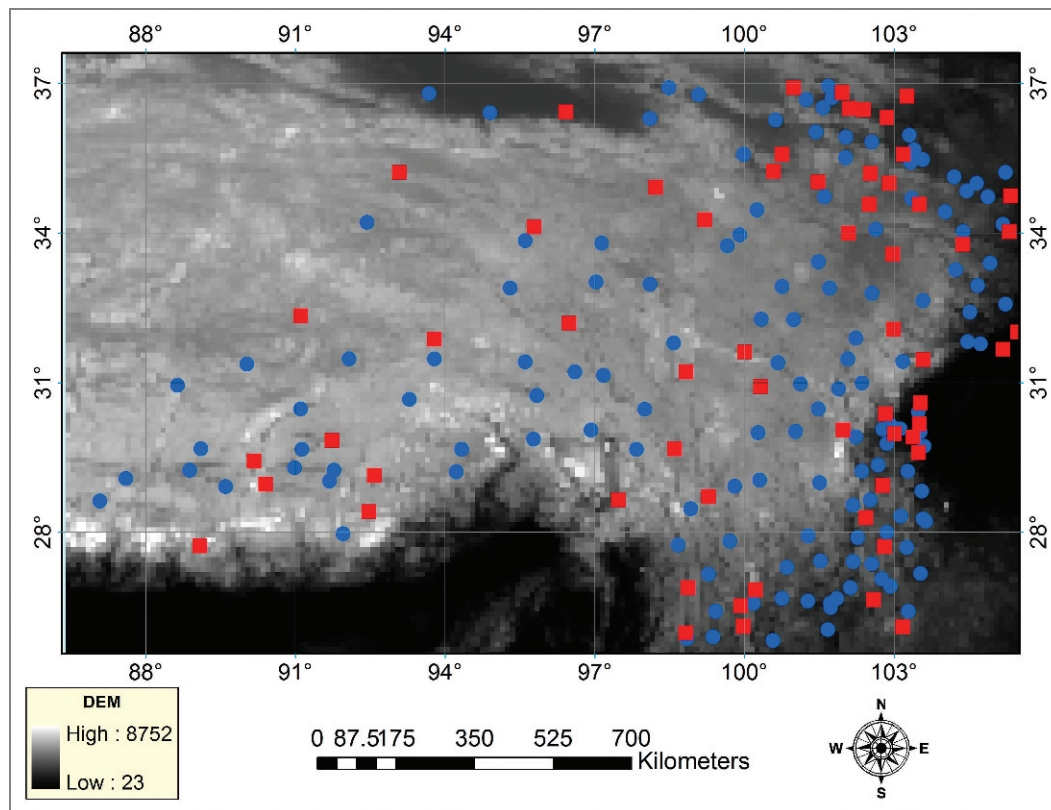 88° 91° 94° 97° 100° 103°
37° 37°
34° 34°
31° 31°
28° 28°
88° 91° 94° 97° 100° 103°
DEM
High : 8752
Low : 23
0 87.5175 350 525 700
Kilometers
N
W E
S